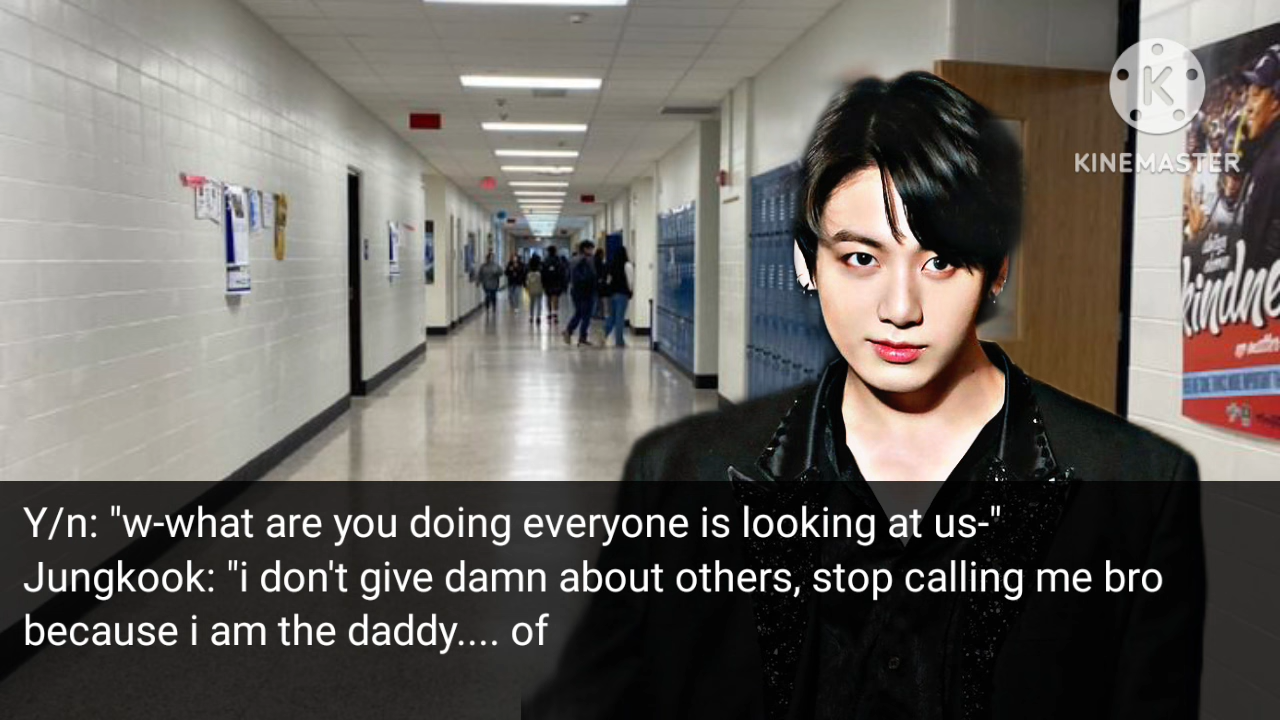 KINEMASTER
kindne
Y/n: "w-what are you doing everyone is looking at us-"
Jungkook: "i don't give damn about others, stop calling me bro
because i am the daddy.... of